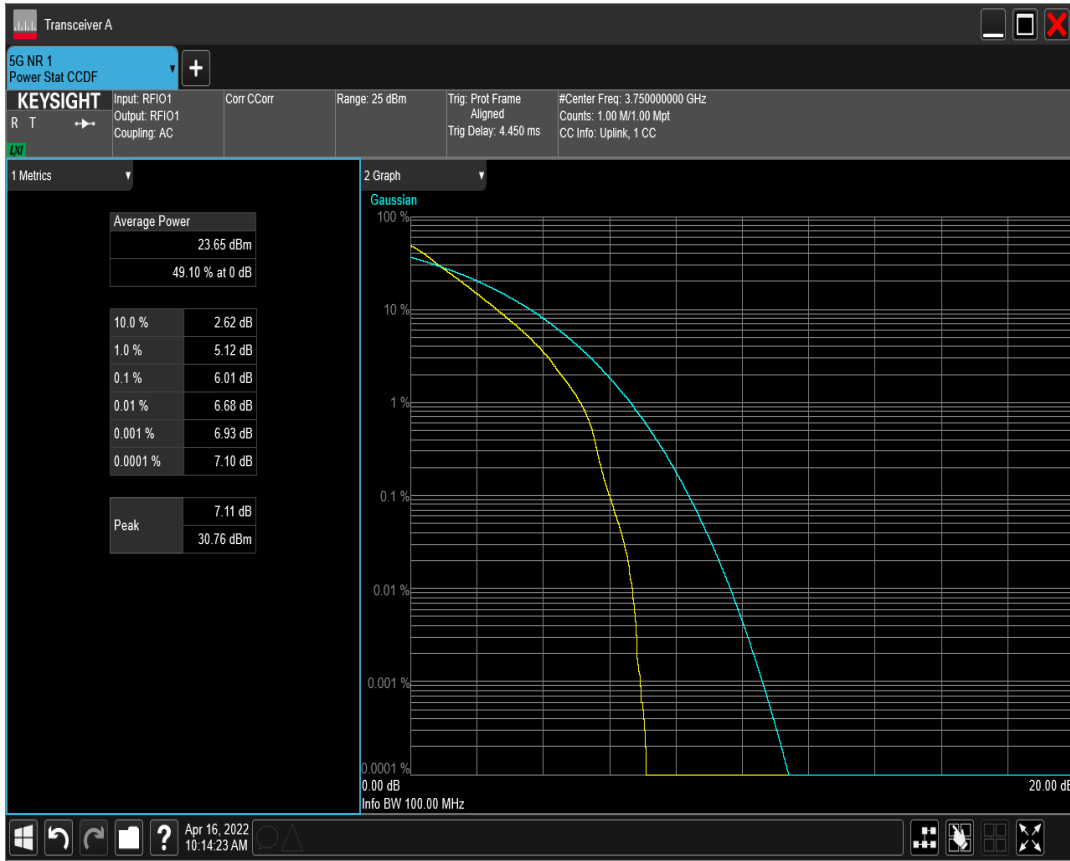 Transceiver A
5G NR 1
Power Stat CCDF
KEYSIGHT
R T
LXI
Input: RFIO1
Output: RFIO1
Coupling: AC
Corr CCorr
Range: 25 dBm
Trig: Prot Frame
Aligned
Trig Delay: 4.450 ms
#Center Freq: 3.750000000 GHz
Counts: 1.00 M/1.00 Mpt
CC Info: Uplink, 1 CC
1 Metrics
Average Power
23.65 dBm
49.10 % at 0 dB
10.0 % 2.62 dB
1.0 % 5.12 dB
0.1 % 6.01 dB
0.01 % 6.68 dB
0.001 % 6.93 dB
0.0001 % 7.10 dB
Peak
7.11 dB
30.76 dBm
2 Graph
Gaussian
100 %
10 %
1 %
0.1 %
0.01 %
0.001 %
0.0001 %
0.00 dB
20.00 dB
Info BW 100.00 MHz
?
Apr 16, 2022
10:14:23 AM